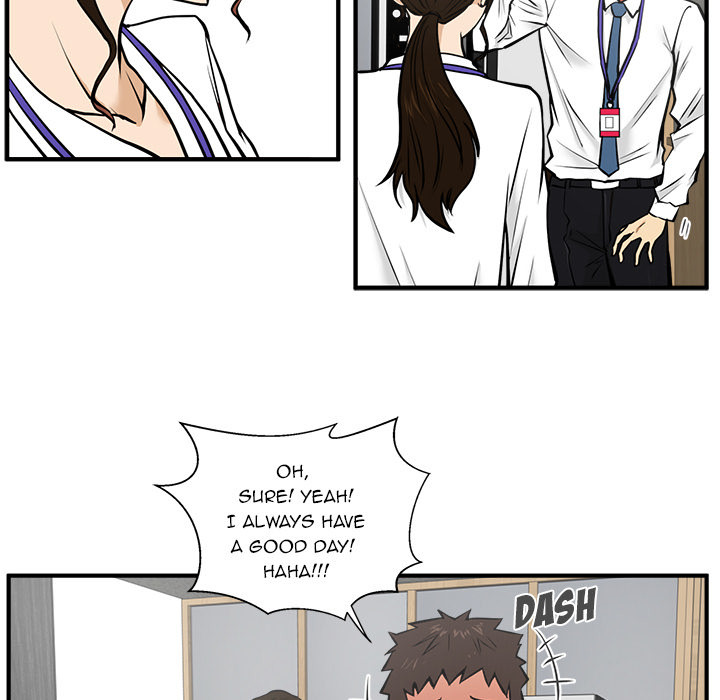 OH,
SURE! YEAH!
I ALWAYS HAVE
A GOOD DAY!
HAHA!!!
DASH